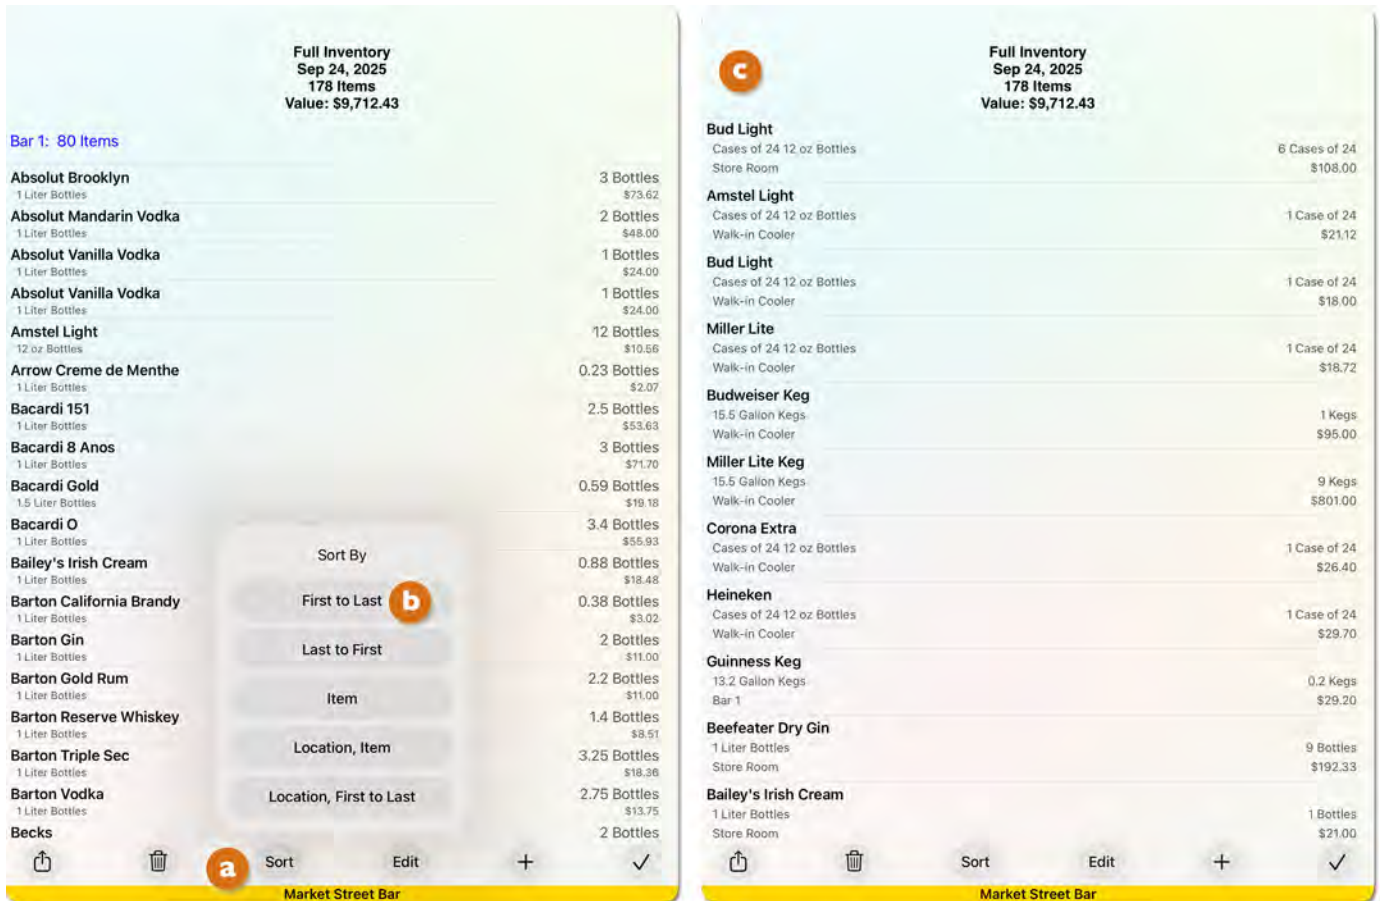 Full Inventory
Sep 24, 2025
178 Items
Value: $9,712.43
Bar 1: 80 Items
Absolut Brooklyn 3 Bottles
1 Liter Bottles $73.62
Absolut Mandarin Vodka 2 Bottles
1 Liter Bottles $48.00
Absolut Vanilla Vodka 1 Bottles
1 Liter Bottles $24.00
Absolut Vanilla Vodka 1 Bottles
1 Liter Bottles $24.00
Amstel Light 12 Bottles
12 oz Bottles $10.56
Arrow Creme de Menthe 0.23 Bottles
1 Liter Bottles $2.07
Bacardi 151 2.5 Bottles
1 Liter Bottles $53.63
Bacardi 8 Anos 3 Bottles
1 Liter Bottles $71.70
Bacardi Gold 0.59 Bottles
1.5 Liter Bottles $19.18
Bacardi O 3.4 Bottles
1 Liter Bottles $55.93
Bailey's Irish Cream 0.88 Bottles
1 Liter Bottles $18.48
Barton California Brandy 0.38 Bottles
1 Liter Bottles $3.02
Barton Gin 2 Bottles
1 Liter Bottles $11.00
Barton Gold Rum 2.2 Bottles
1 Liter Bottles $11.00
Barton Reserve Whiskey 1.4 Bottles
1 Liter Bottles $8.51
Barton Triple Sec 3.25 Bottles
1 Liter Bottles $18.36
Barton Vodka 2.75 Bottles
1 Liter Bottles $13.75
Becks 2 Bottles
Sort By
First to Last b
Last to First
Item
Location, Item
Location, First to Last
a Sort Edit
Market Street Bar
c
Full Inventory
Sep 24, 2025
178 Items
Value: $9,712.43
Bud Light
Cases of 24 12 oz Bottles 6 Cases of 24
Store Room $108.00
Amstel Light
Cases of 24 12 oz Bottles 1 Case of 24
Walk-in Cooler $21.12
Bud Light
Cases of 24 12 oz Bottles 1 Case of 24
Walk-in Cooler $18.00
Miller Lite
Cases of 24 12 oz Bottles 1 Case of 24
Walk-in Cooler $18.72
Budweiser Keg
15.5 Gallon Kegs 1 Kegs
Walk-in Cooler $95.00
Miller Lite Keg
15.5 Gallon Kegs 9 Kegs
Walk-in Cooler $801.00
Corona Extra
Cases of 24 12 oz Bottles 1 Case of 24
Walk-in Cooler $26.40
Heineken
Cases of 24 12 oz Bottles 1 Case of 24
Walk-in Cooler $29.70
Guinness Keg
13.2 Gallon Kegs 0.2 Kegs
Bar 1 $29.20
Beefeater Dry Gin
1 Liter Bottles 9 Bottles
Store Room $192.33
Bailey's Irish Cream
1 Liter Bottles 1 Bottles
Store Room $21.00
Sort Edit
Market Street Bar